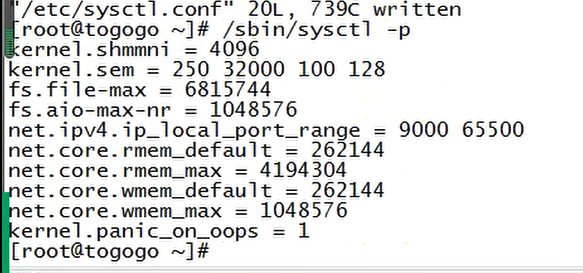 "/etc/sysctl.conf" 20L, 739C written
[root@togogo ~]# /sbin/sysctl -p
kernel.shmmni = 4096
kernel.sem = 250 32000 100 128
fs.file-max = 6815744
fs.aio-max-nr = 1048576
net.ipv4.ip_local_port_range = 9000 65500
net.core.rmem_default = 262144
net.core.rmem_max = 4194304
net.core.wmem_default = 262144
net.core.wmem_max = 1048576
kernel.panic_on_oops = 1
[root@togogo ~]#